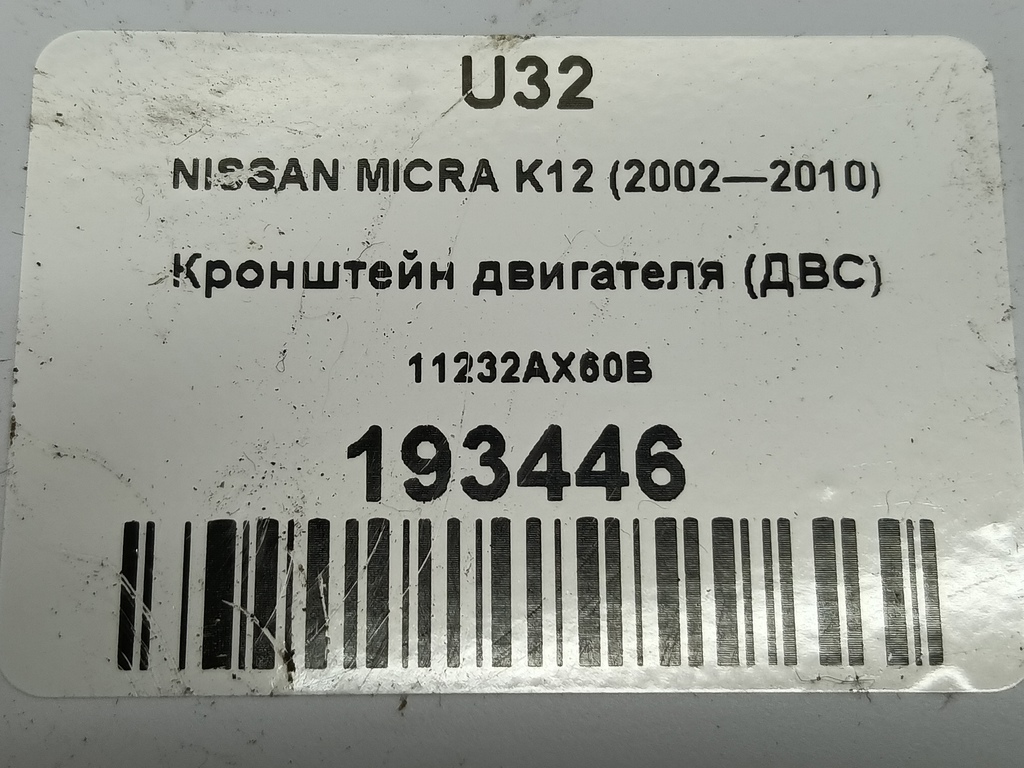 U32
NISSAN MICRA K12 (2002—2010)
Кронштейн двигателя (ДВС)
11232AX60B
193446